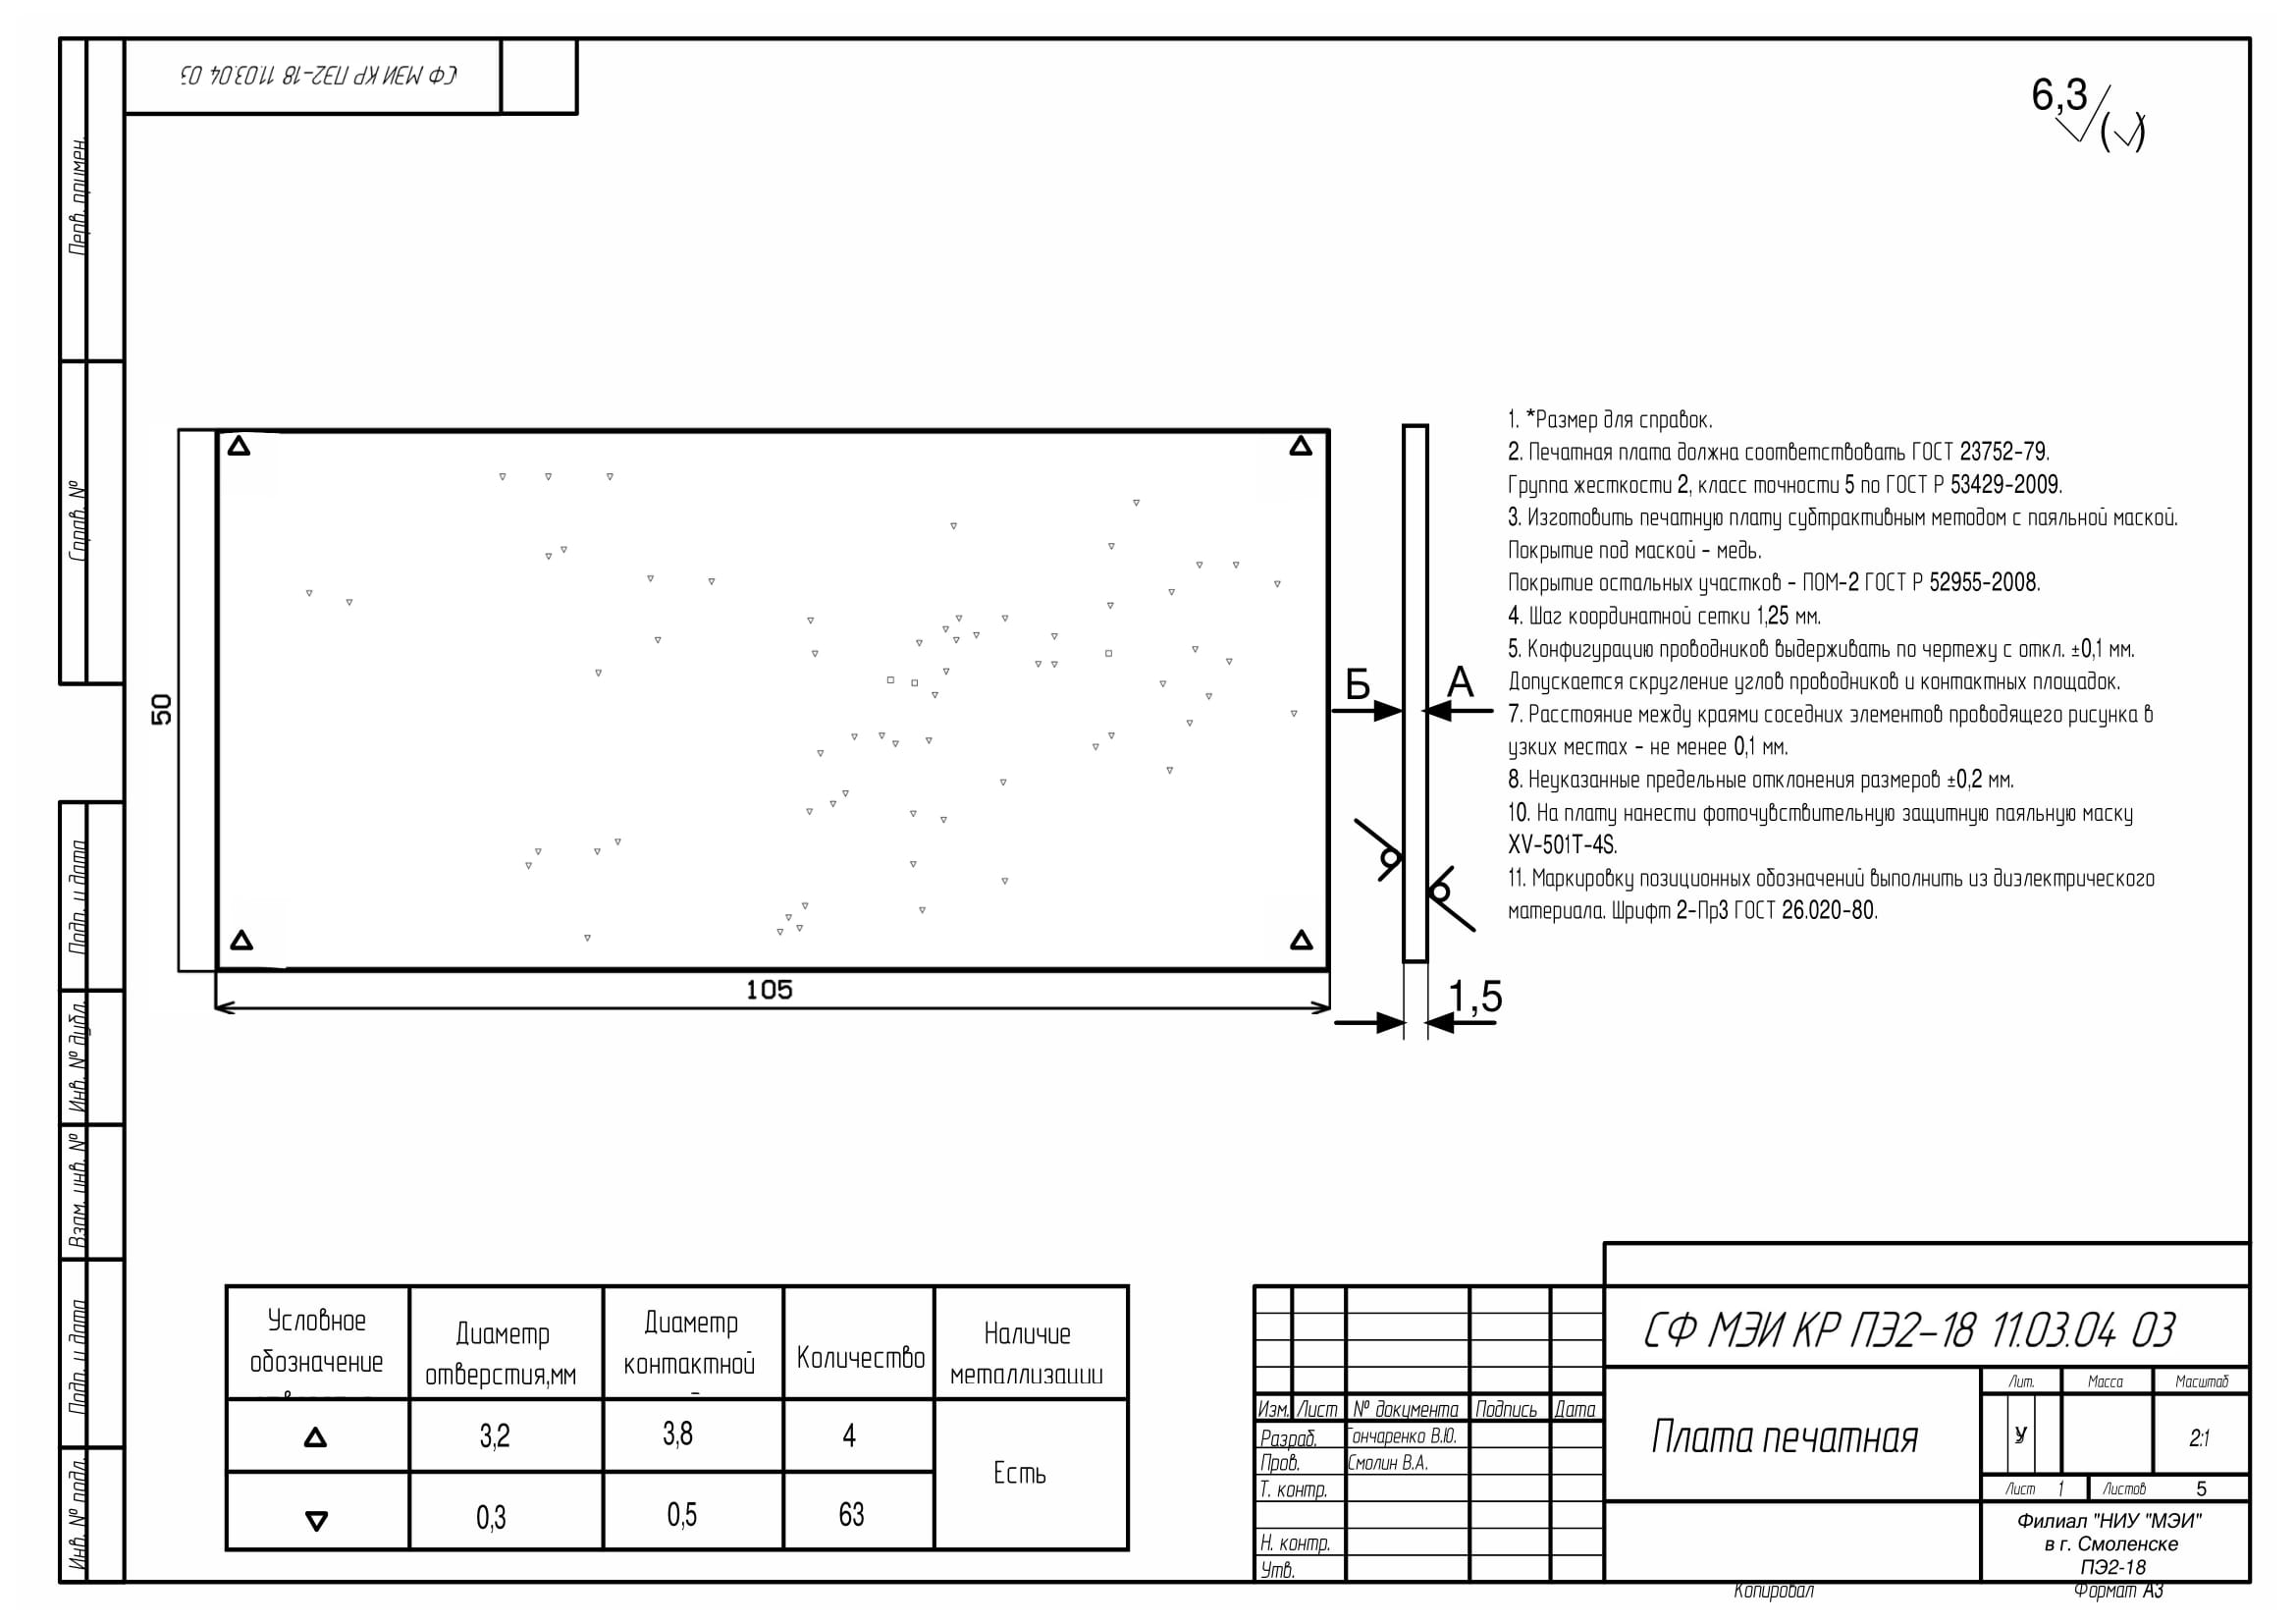 СФ МЭИ КР ПЭ2-18 11.03.04 03
6,3
Перв. примен.
Справ. №
Подп. и дата
Инв. № дубл.
Взам. инв. №
Подп. и дата
Инв. № подл.
50
105
Б
А
1,5
1. *Размер для справок.
2. Печатная плата должна соответствовать ГОСТ 23752-79.
Группа жесткости 2, класс точности 5 по ГОСТ Р 53429-2009.
3. Изготовить печатную плату субтрактивным методом с паяльной маской.
Покрытие под маской - медь.
Покрытие остальных участков - ПОМ-2 ГОСТ Р 52955-2008.
4. Шаг координатной сетки 1,25 мм.
5. Конфигурацию проводников выдерживать по чертежу с откл. ±0,1 мм.
Допускается скругление углов проводников и контактных площадок.
7. Расстояние между краями соседних элементов проводящего рисунка в
узких местах - не менее 0,1 мм.
8. Неуказанные предельные отклонения размеров ±0,2 мм.
10. На плату нанести фоточувствительную защитную паяльную маску
XV-501T-4S.
11. Маркировку позиционных обозначений выполнить из диэлектрического
материала. Шрифт 2-Пр3 ГОСТ 26.020-80.
Условное
обозначение
Диаметр
отверстия,мм
Диаметр
контактной
Количество
Наличие
металлизации
3,2
3,8
4
Есть
0,3
0,5
63
СФ МЭИ КР ПЭ2-18 11.03.04 03
Изм. Лист № документа Подпись Дата
Разраб. Гончаренко В.Ю.
Пров. Смолин В.А.
Т. контр.
Н. контр.
Утв.
Плата печатная
Лит. Масса Масштаб
У 2:1
Лист 1 Листов 5
Филиал "НИУ "МЭИ"
в г. Смоленске
ПЭ2-18
Копировал
Формат А3